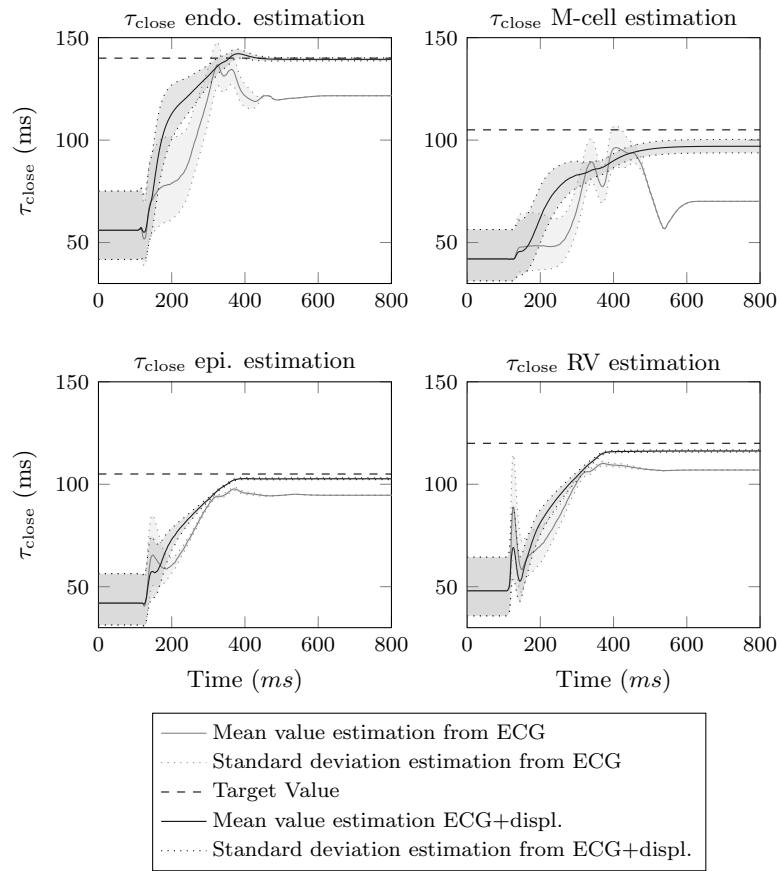 τclose endo. estimation
τclose M-cell estimation
150
100
50
τclose (ms)
0 200 400 600 800
150
100
50
0 200 400 600 800
τclose epi. estimation
τclose RV estimation
150
100
50
τclose (ms)
0 200 400 600 800
Time (ms)
150
100
50
0 200 400 600 800
Time (ms)
Mean value estimation from ECG
Standard deviation estimation from ECG
Target Value
Mean value estimation ECG+displ.
Standard deviation estimation from ECG+displ.